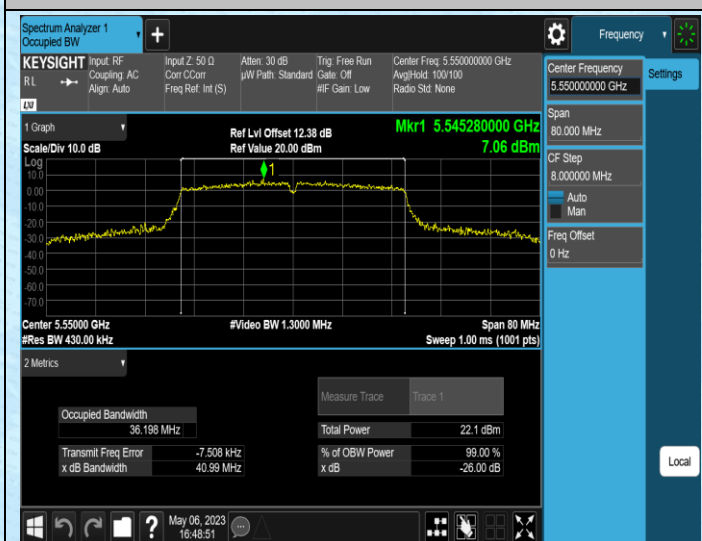 Spectrum Analyzer 1
Occupied BW
Frequency
KEYSIGHT
RL
LXI
Input: RF
Coupling: AC
Align: Auto
Input Z: 50 Ω
Corr CCorr
Freq Ref: Int (S)
Atten: 30 dB
µW Path: Standard
Trig: Free Run
Gate: Off
#IF Gain: Low
Center Freq: 5.550000000 GHz
Avg|Hold: 100/100
Radio Std: None
1 Graph
Scale/Div 10.0 dB
Ref Lvl Offset 12.38 dB
Ref Value 20.00 dBm
Mkr1 5.545280000 GHz
7.06 dBm
Log
10.0
0.00
-10.0
-20.0
-30.0
-40.0
-50.0
-60.0
-70.0
1
Center 5.55000 GHz
#Res BW 430.00 kHz
#Video BW 1.3000 MHz
Span 80 MHz
Sweep 1.00 ms (1001 pts)
2 Metrics
Measure Trace Trace 1
Occupied Bandwidth
36.198 MHz
Total Power 22.1 dBm
Transmit Freq Error -7.508 kHz
x dB Bandwidth 40.99 MHz
% of OBW Power 99.00 %
x dB -26.00 dB
Center Frequency
5.550000000 GHz
Settings
Span
80.000 MHz
CF Step
8.000000 MHz
Auto
Man
Freq Offset
0 Hz
Local
?
May 06, 2023
16:48:51